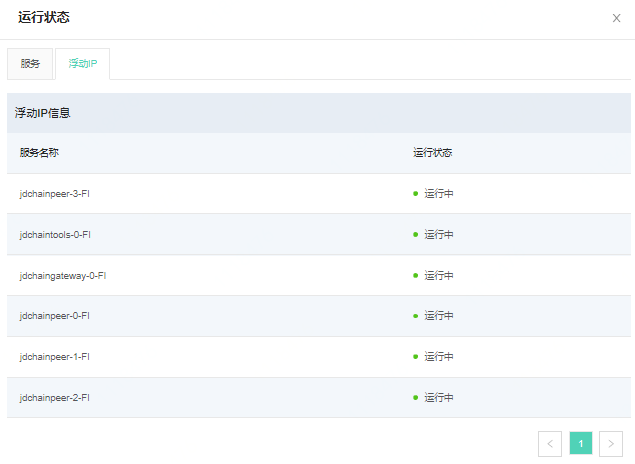 运行状态
服务 浮动IP
浮动IP信息
服务名称 运行状态
jdchainpeer-3-FI 运行中
jdchaintools-0-FI 运行中
jdchaingateway-0-FI 运行中
jdchainpeer-0-FI 运行中
jdchainpeer-1-FI 运行中
jdchainpeer-2-FI 运行中
1